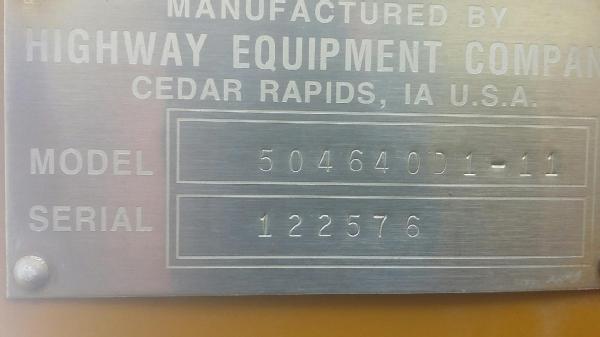 MANUFACTURED BY
HIGHWAY EQUIPMENT COMPAN
CEDAR RAPIDS, IA U.S.A.
MODEL 504640D1-11
SERIAL 122576